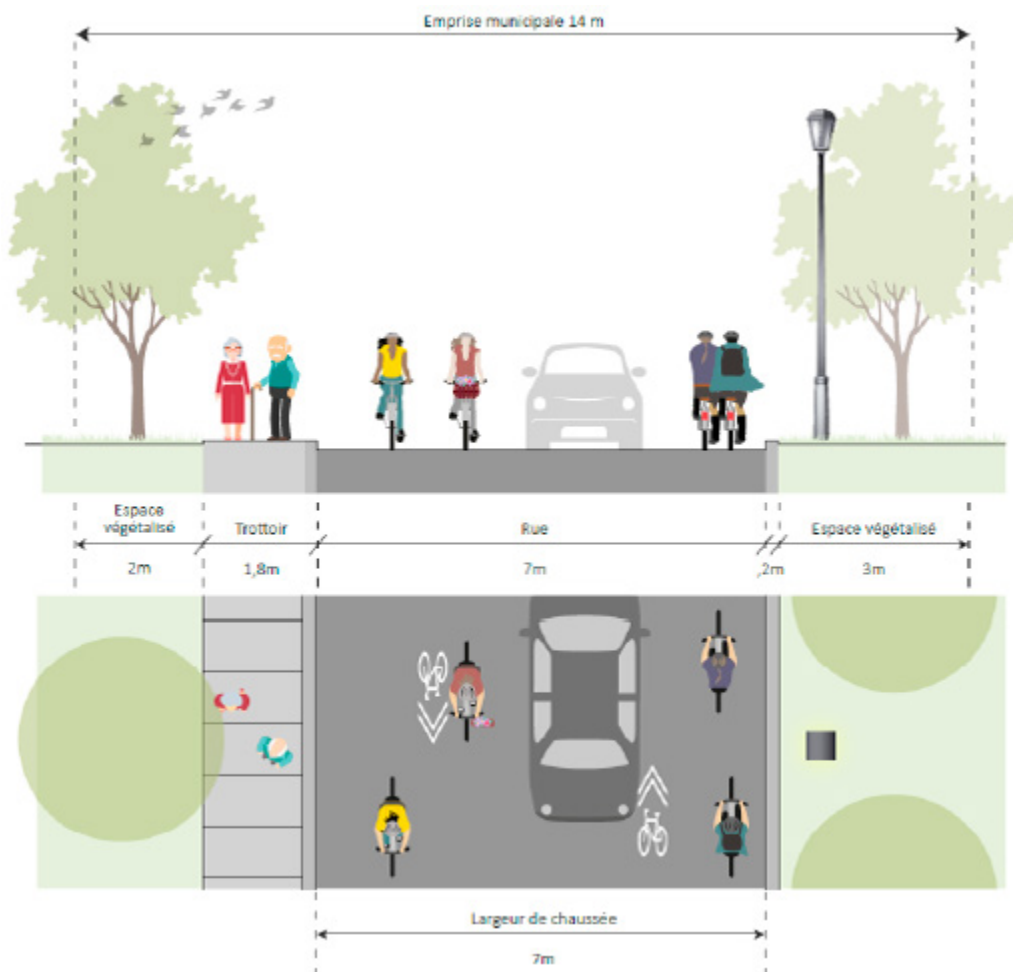 Emprise municipale 14 m
Espace
végétalisé
Trottoir
Rue
Espace végétalisé
2m
1,8m
7m
,2m
3m
Largeur de chaussée
7m